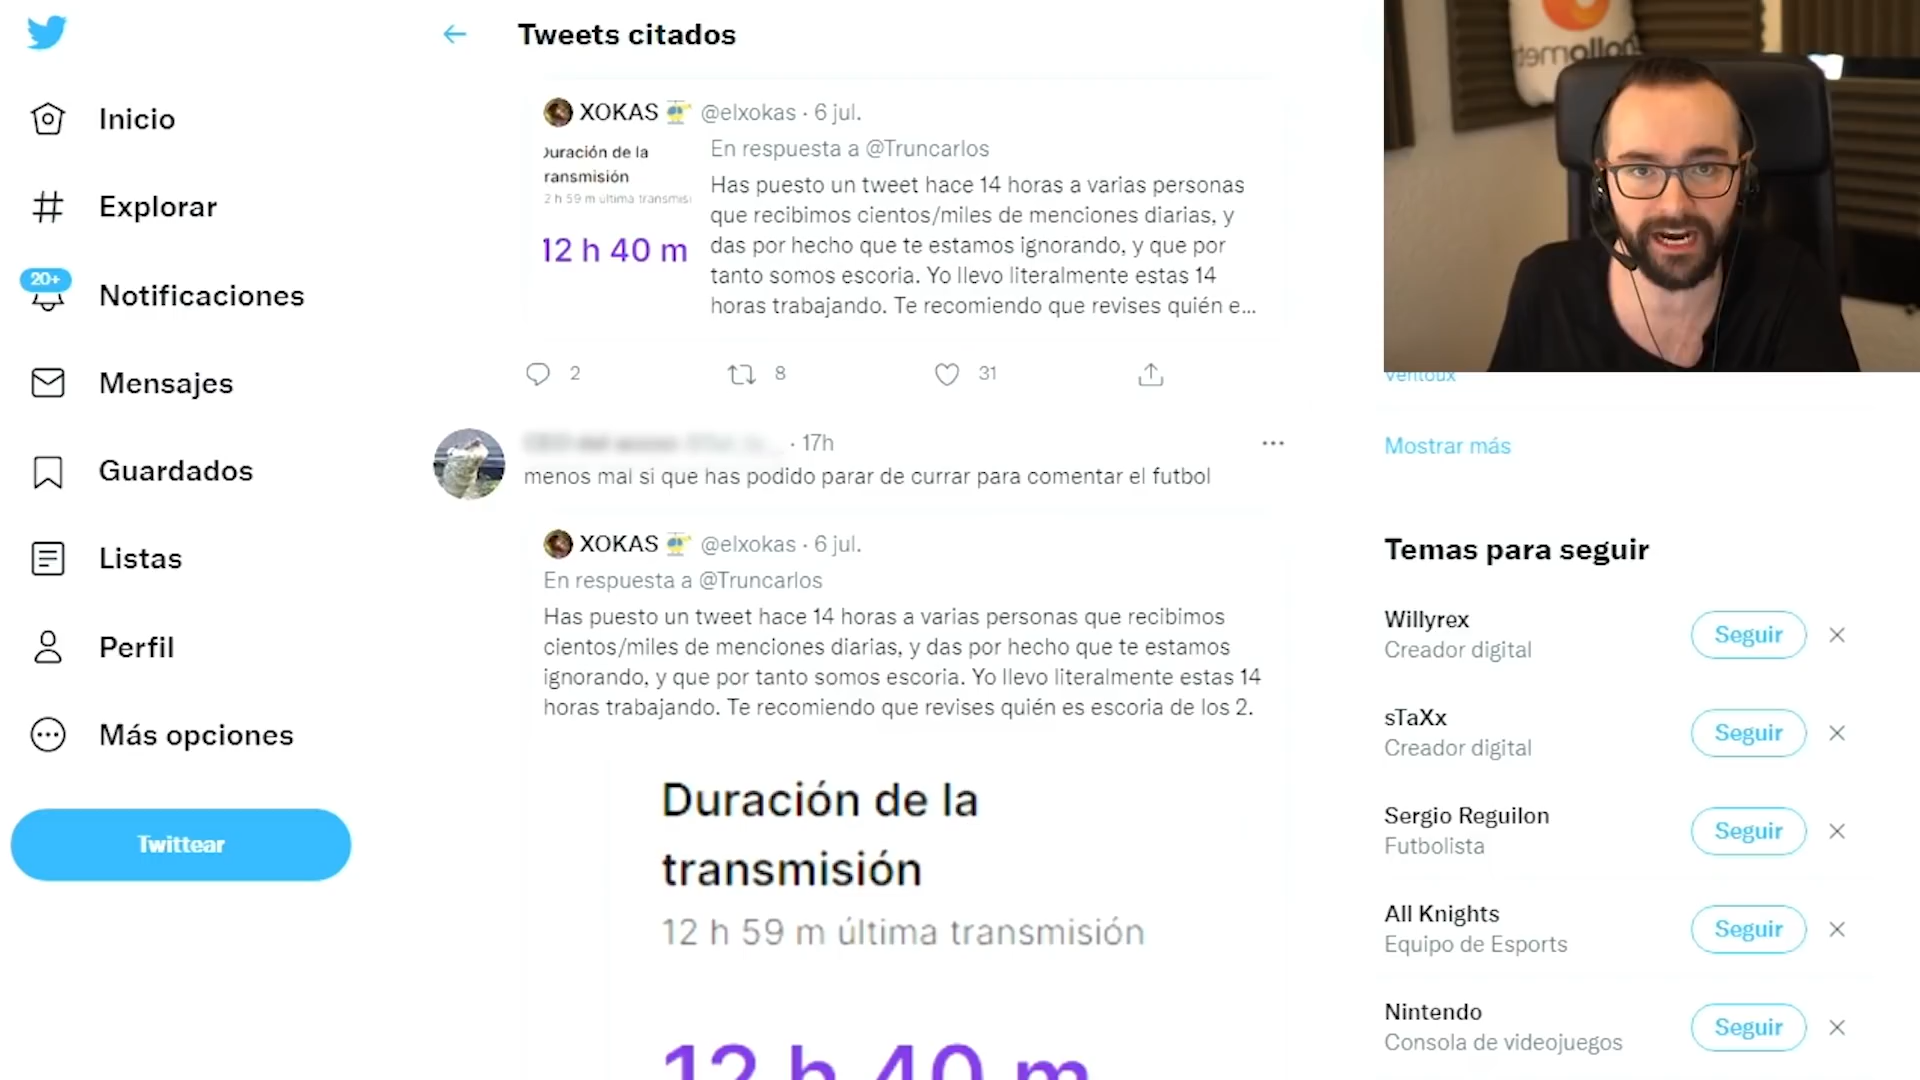 Tweets citados
Inicio
Explorar
20+
Notificaciones
Mensajes
Guardados
Listas
Perfil
Más opciones
Twittear
XOKAS @elxokas · 6 jul.
En respuesta a @Truncarlos
Duración de la
ransmisión
2 h 59 m última transmisi
12 h 40 m
Has puesto un tweet hace 14 horas a varias personas
que recibimos cientos/miles de menciones diarias, y
das por hecho que te estamos ignorando, y que por
tanto somos escoria. Yo llevo literalmente estas 14
horas trabajando. Te recomiendo que revises quién e...
2 8 31
· 17h
menos mal si que has podido parar de currar para comentar el futbol
XOKAS @elxokas · 6 jul.
En respuesta a @Truncarlos
Has puesto un tweet hace 14 horas a varias personas que recibimos
cientos/miles de menciones diarias, y das por hecho que te estamos
ignorando, y que por tanto somos escoria. Yo llevo literalmente estas 14
horas trabajando. Te recomiendo que revises quién es escoria de los 2.
Duración de la
transmisión
12 h 59 m última transmisión
12 h 40 m
Ventoux
Mostrar más
Temas para seguir
Willyrex
Creador digital
Seguir
sTaXx
Creador digital
Seguir
Sergio Reguilon
Futbolista
Seguir
All Knights
Equipo de Esports
Seguir
Nintendo
Consola de videojuegos
Seguir